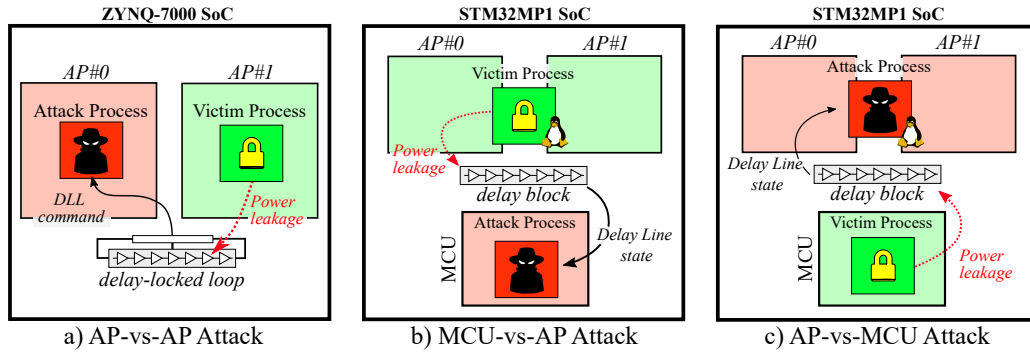 ZYNQ-7000 SoC
AP#0
AP#1
Attack Process
Victim Process
DLL
command
Power
leakage
delay-locked loop
a) AP-vs-AP Attack
STM32MP1 SoC
AP#0
AP#1
Victim Process
Power
leakage
delay block
Attack Process
MCU
Delay Line
state
b) MCU-vs-AP Attack
STM32MP1 SoC
AP#0
AP#1
Attack Process
Delay Line
state
delay block
Victim Process
MCU
Power
leakage
c) AP-vs-MCU Attack